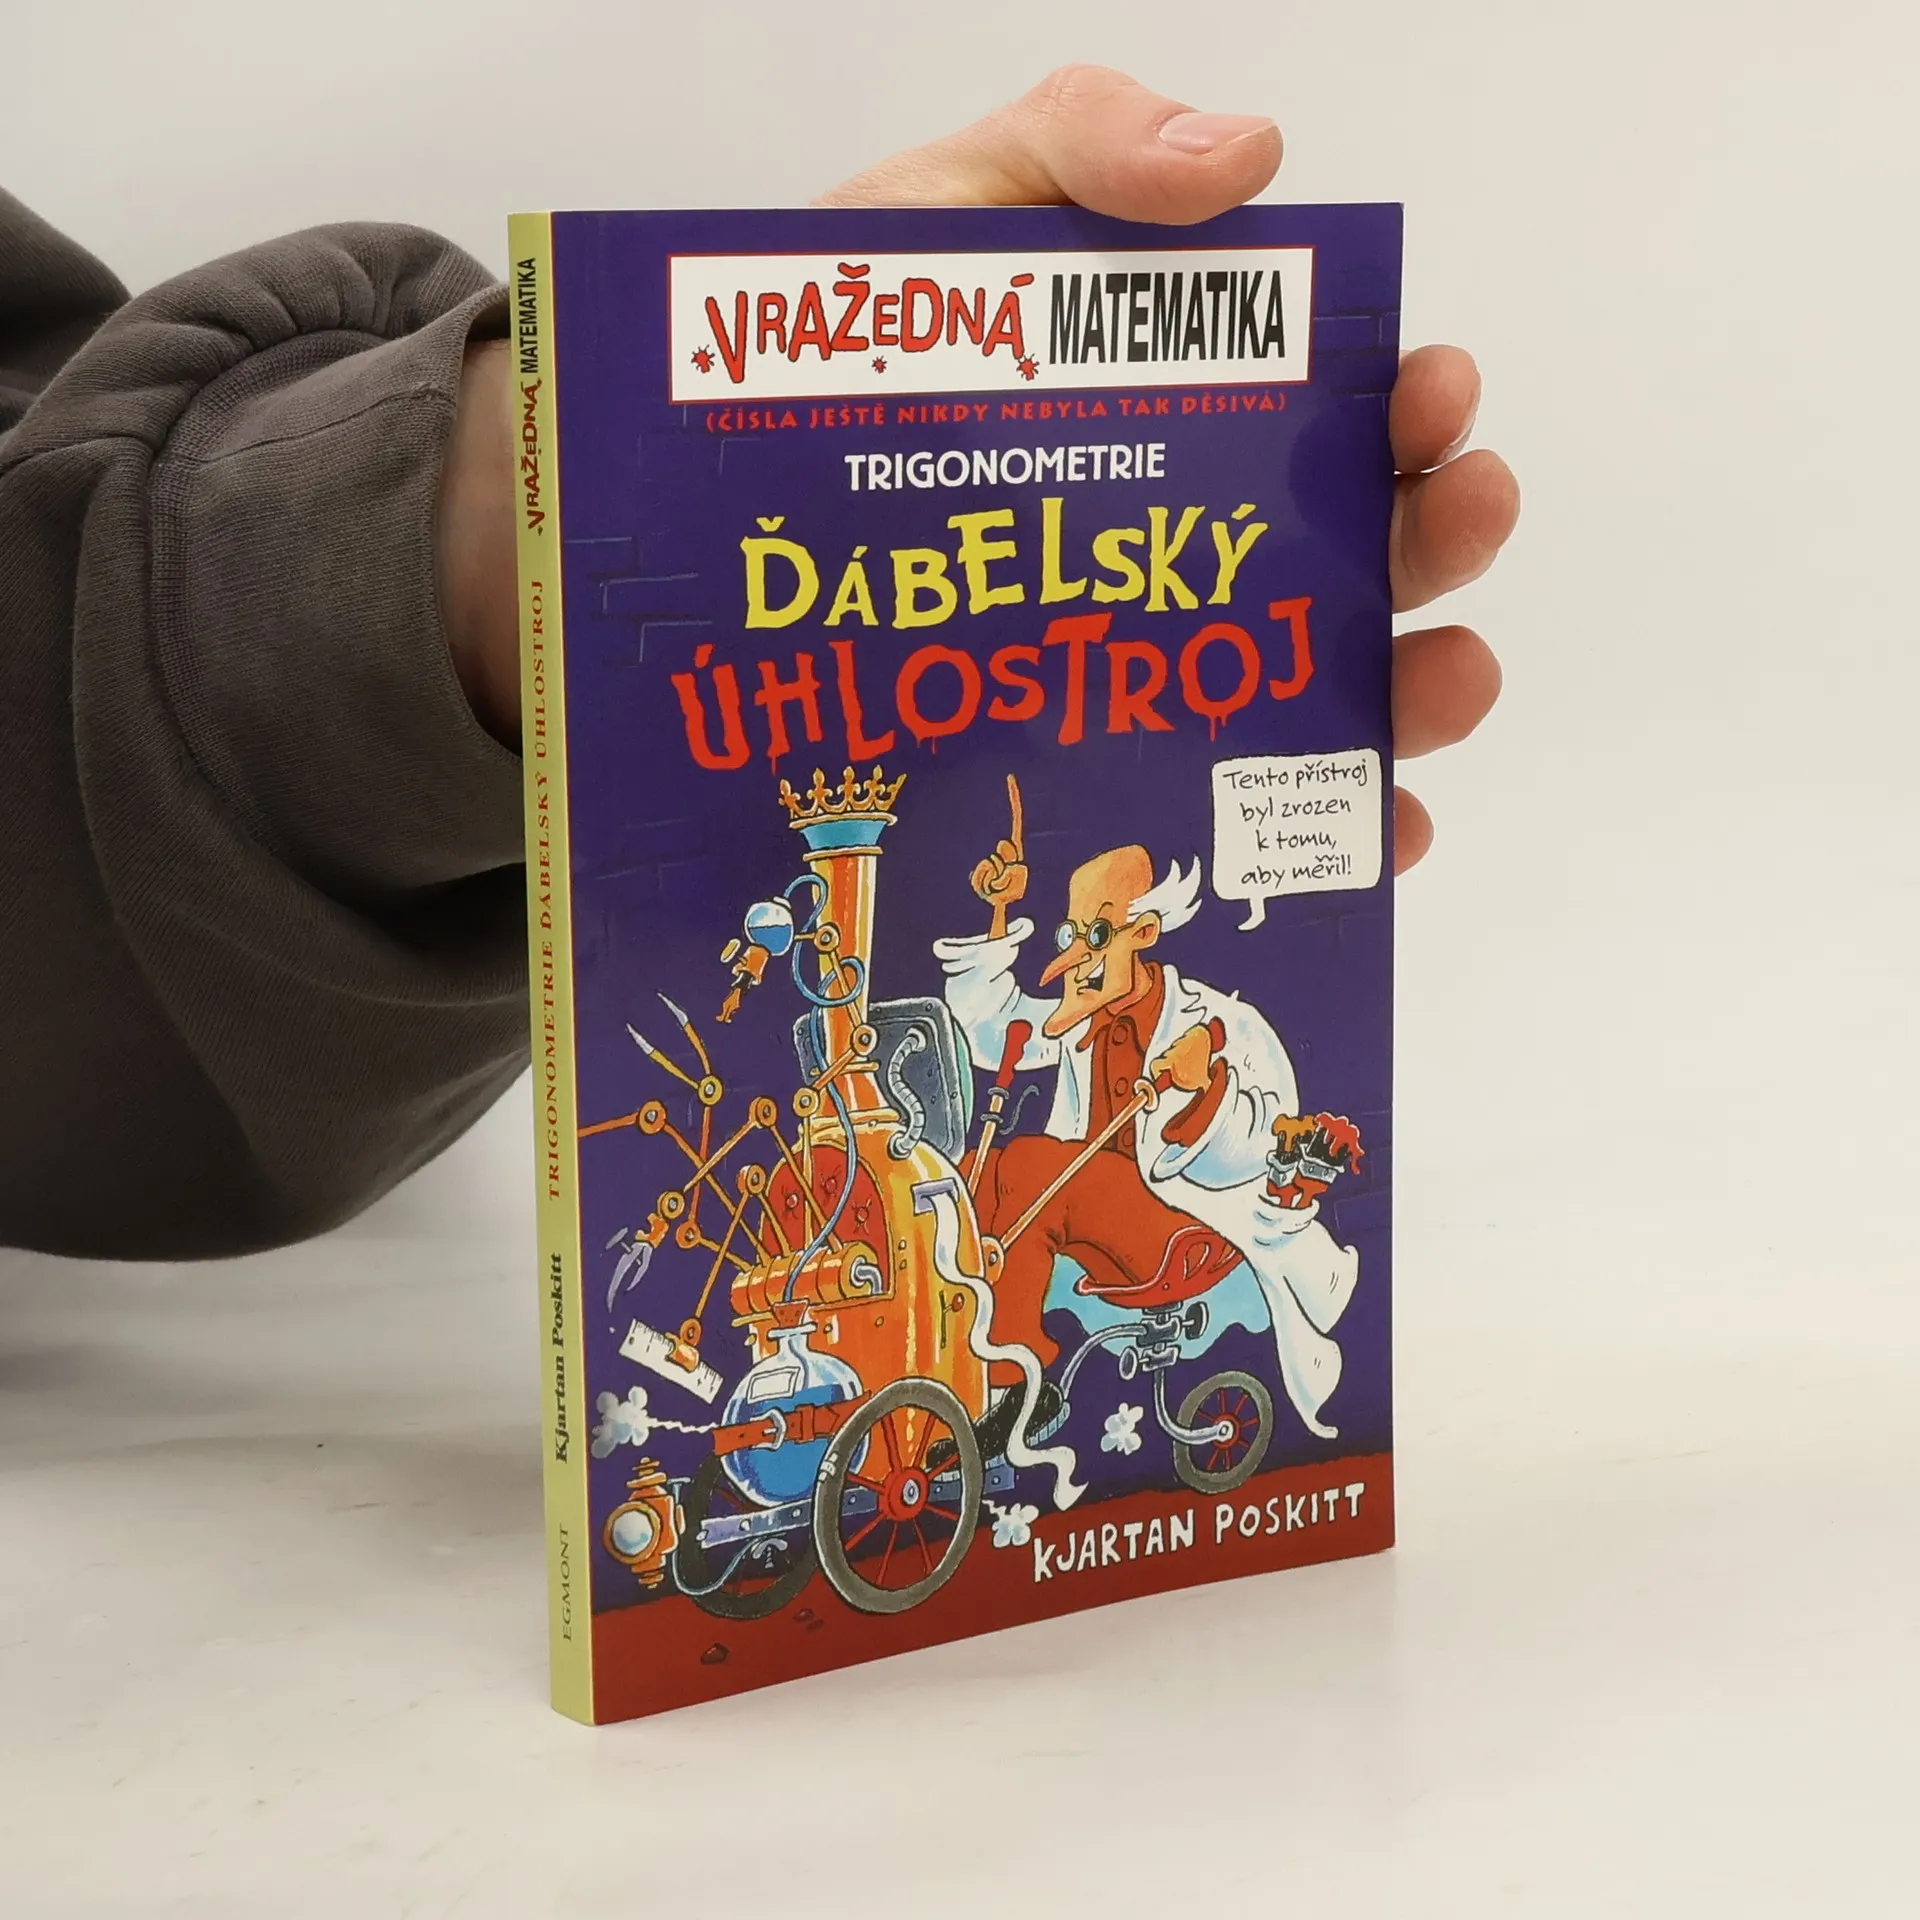 VRAŽEDNÁ MATEMATIKA
(ČÍSLA JEŠTĚ NIKDY NEBYLA TAK DĚSIVÁ)
TRIGONOMETRIE
ĎÁBELSKÝ
ÚHLOSTROJ
Tento přístroj
byl zrozen
k tomu,
aby měřil!
KJARTAN POSKITT
VRAŽEDNÁ MATEMATIKA
TRIGONOMETRIE ĎÁBELSKÝ ÚHLOSTROJ
Kjartan Poskitt
EGMONT